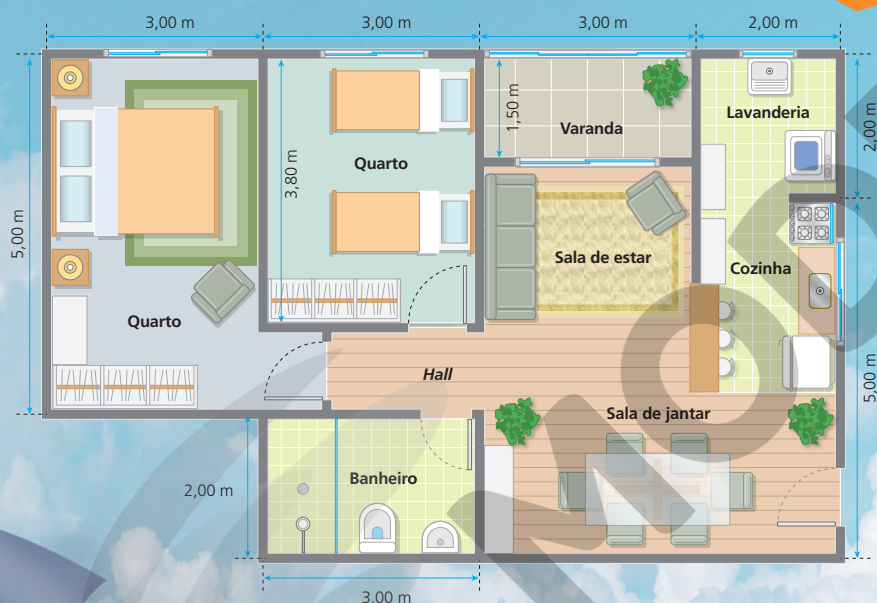 3,00 m
3,00 m
3,00 m
2,00 m
5,00 m
3,80 m
1,50 m
2,00 m
Lavanderia
Varanda
Quarto
Sala de estar
Cozinha
Quarto
Hall
5,00 m
Sala de jantar
Banheiro
2,00 m
3,00 m